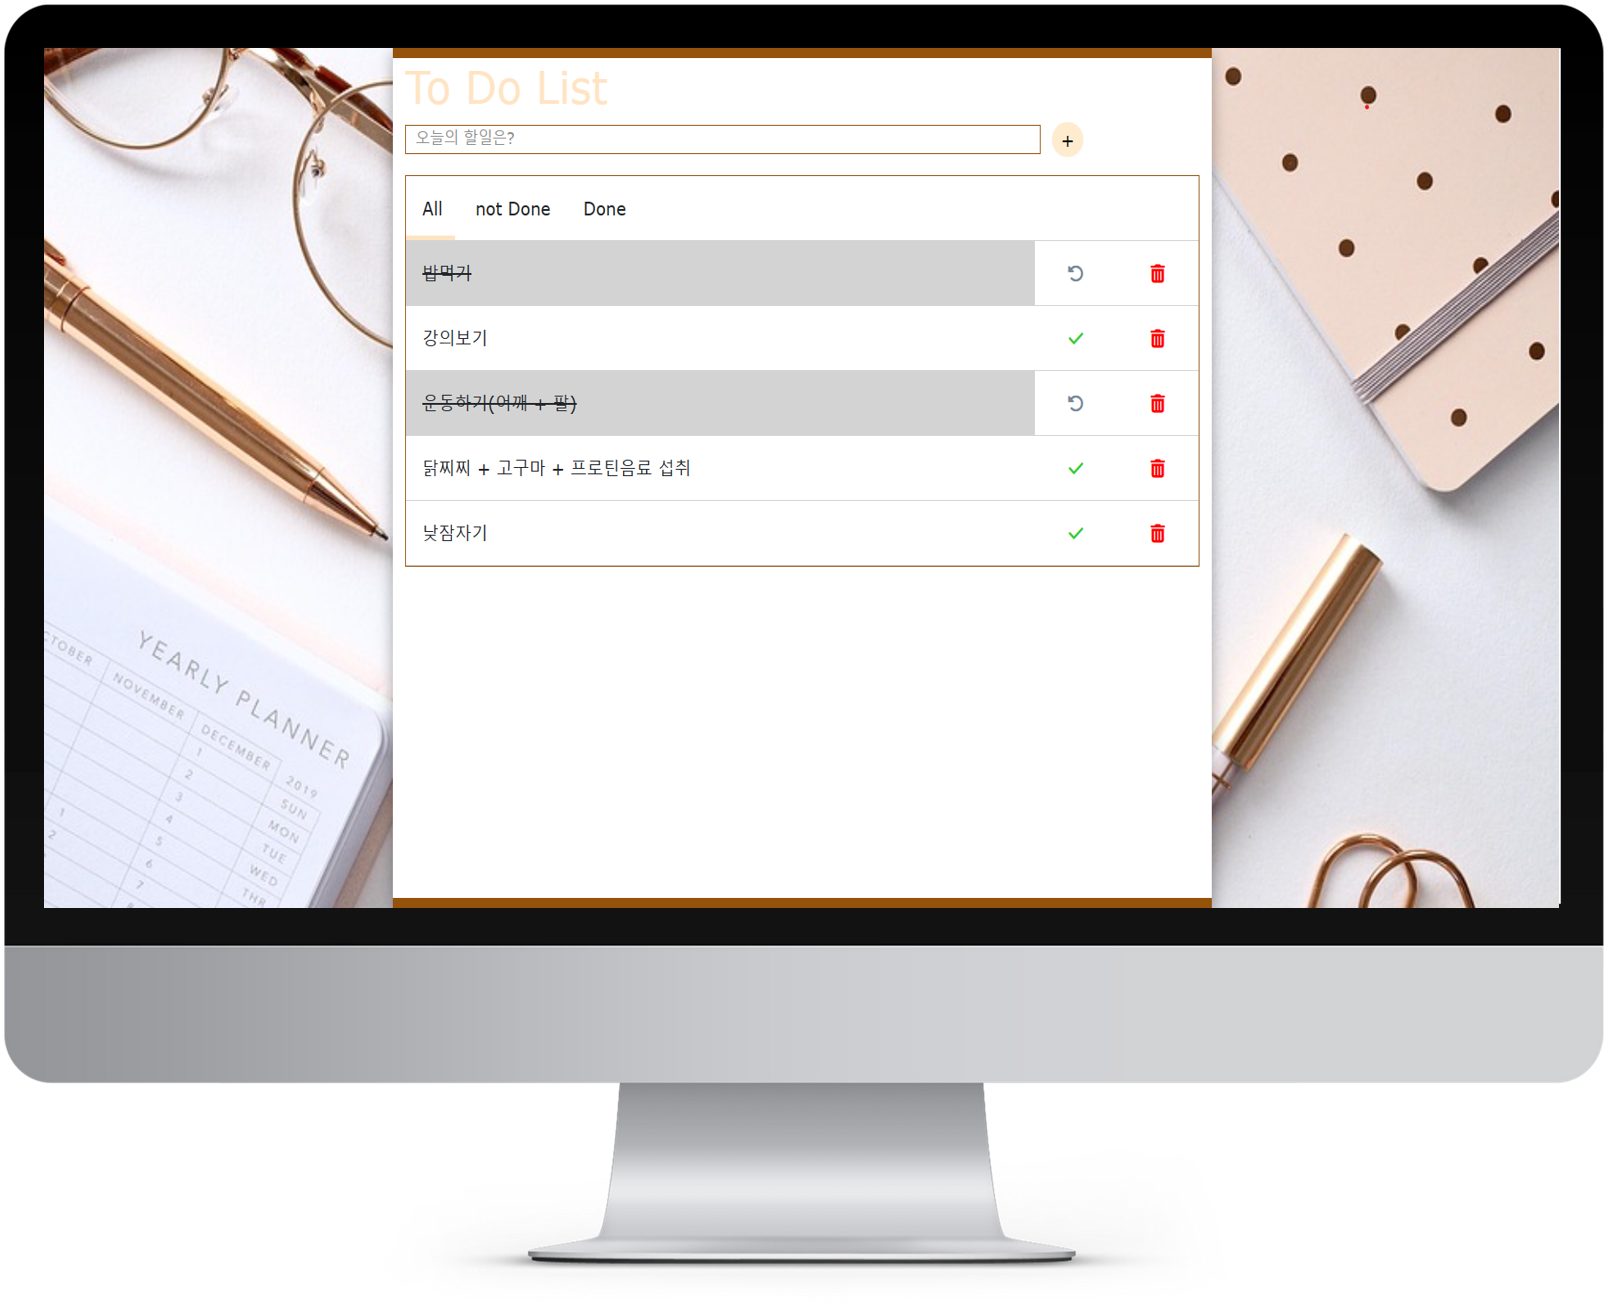 To Do List
오늘의 할일은?
+
All not Done Done
밥먹기
강의보기
운동하기(어깨 + 팔)
닭찌찌 + 고구마 + 프로틴음료 섭취
낮잠자기
YEARLY PLANNER
NOVEMBER
DECEMBER
2019
SUN
MON
TUE
WED
THR
1
2
3
4
5
6
7
1
2